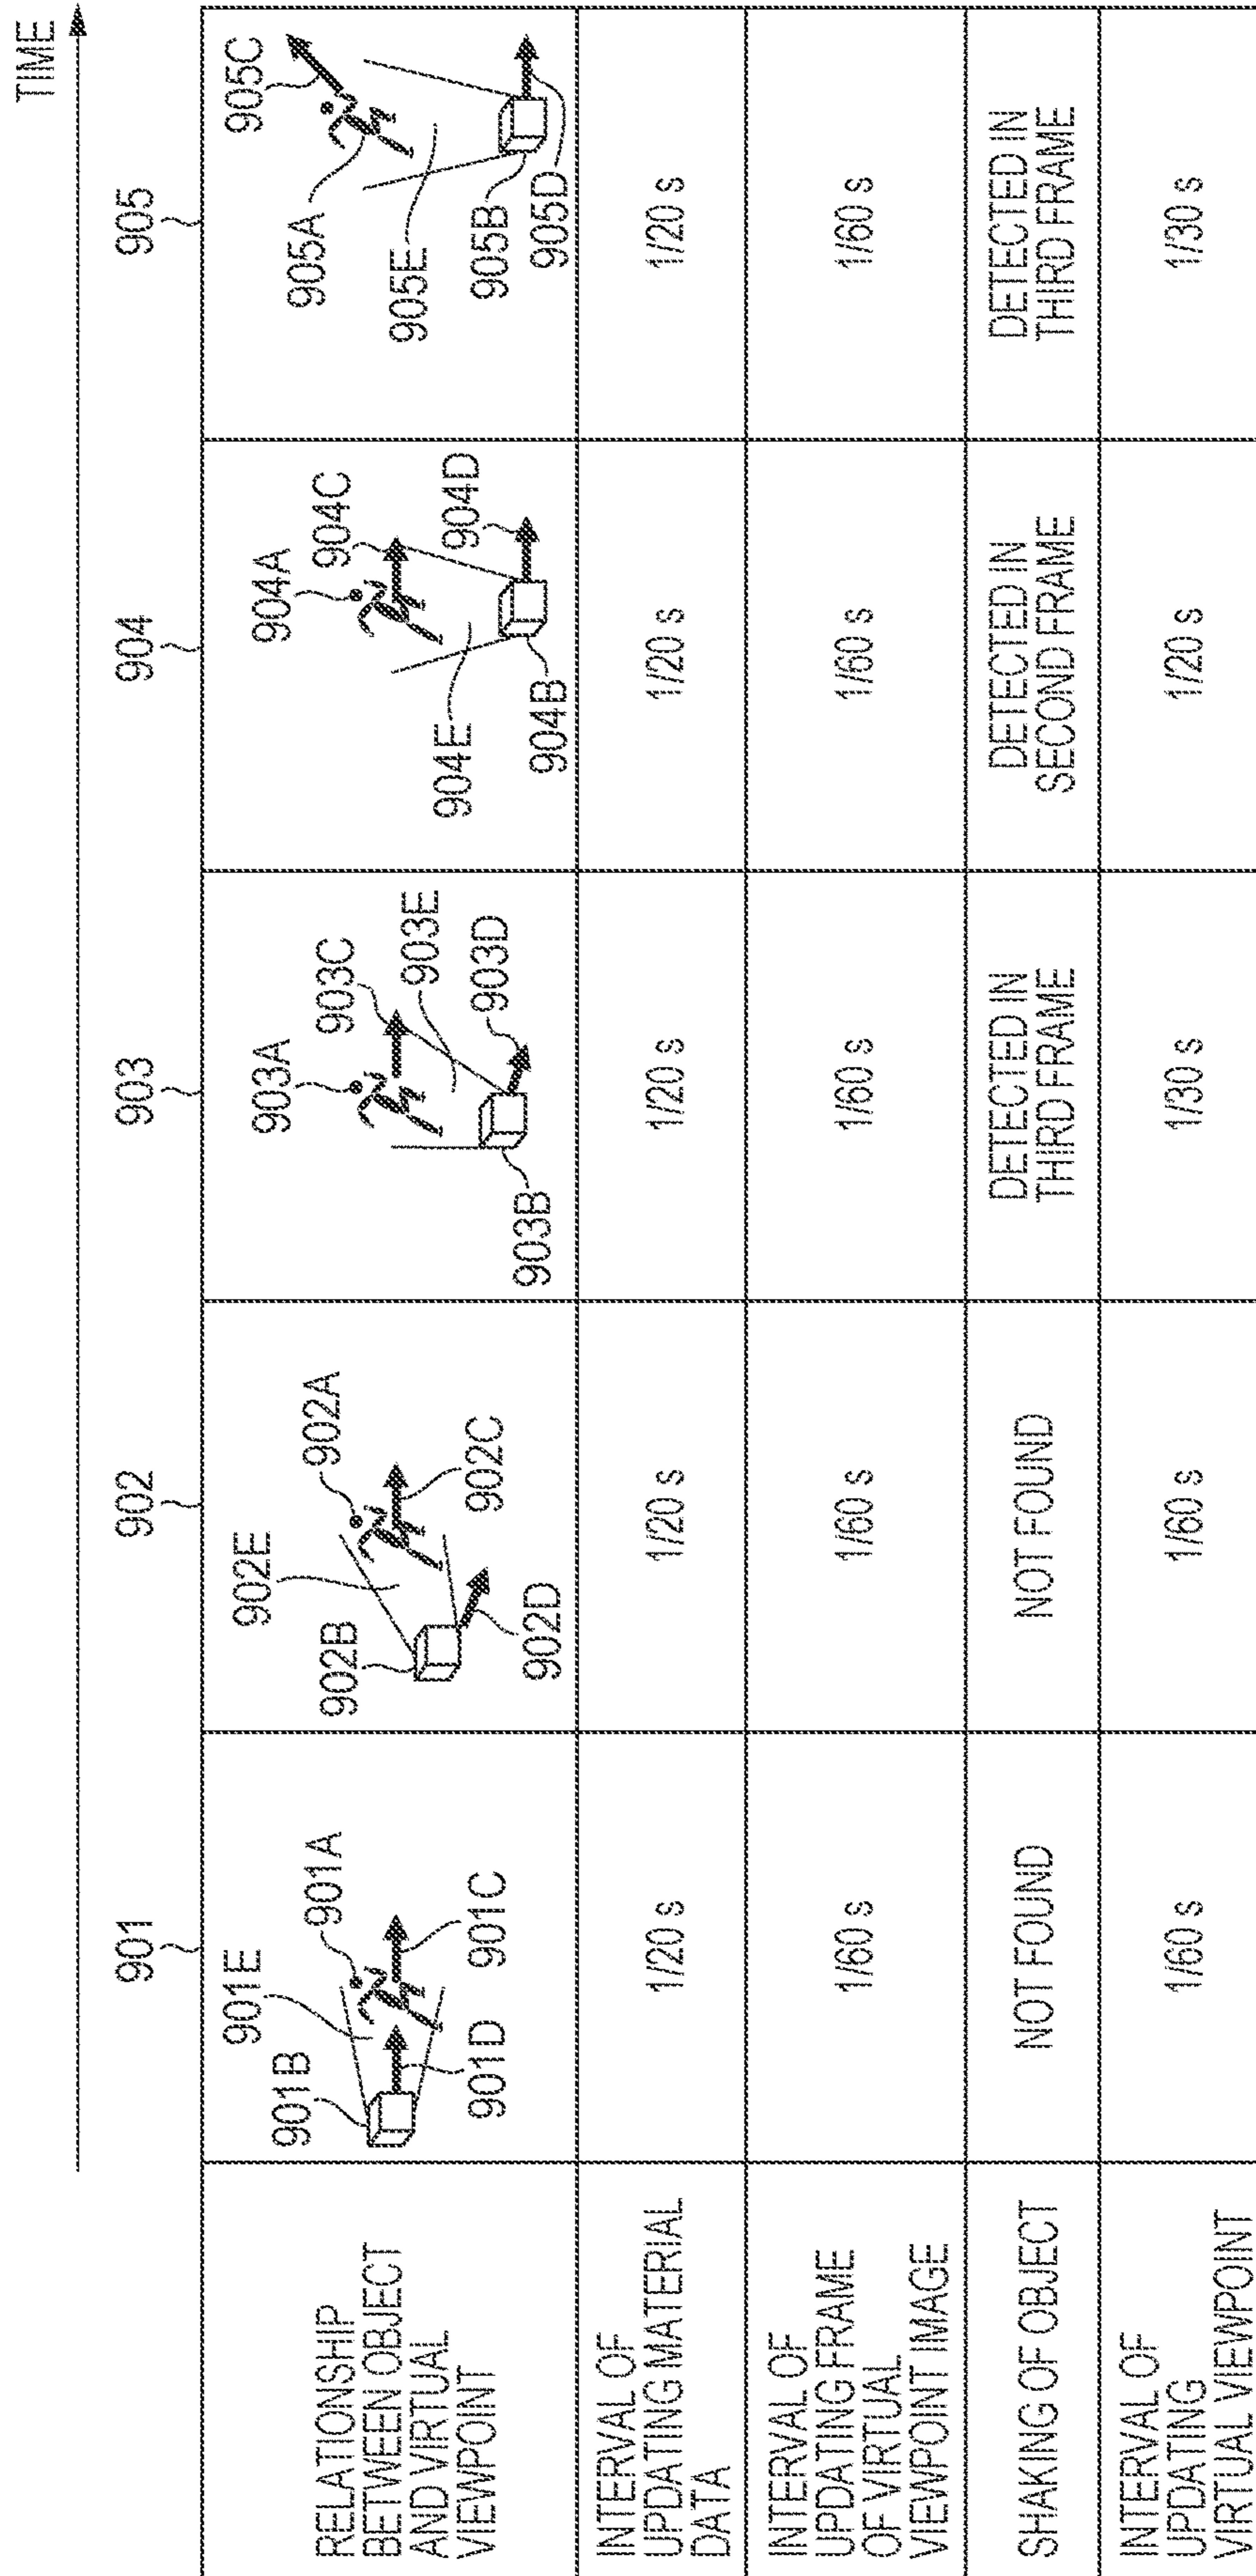 TIME
901
902
903
904
905
RELATIONSHIP
BETWEEN OBJECT
AND VIRTUAL
VIEWPOINT
901A
901B
901C
901D
901E
902A
902B
902C
902D
902E
903A
903B
903C
903D
903E
904A
904B
904C
904D
904E
905A
905B
905C
905D
905E
INTERVAL OF
UPDATING MATERIAL
DATA
1/20 s
1/20 s
1/20 s
1/20 s
1/20 s
INTERVAL OF
UPDATING FRAME
OF VIRTUAL
VIEWPOINT IMAGE
1/60 s
1/60 s
1/60 s
1/60 s
1/60 s
SHAKING OF OBJECT
NOT FOUND
NOT FOUND
DETECTED IN
THIRD FRAME
DETECTED IN
SECOND FRAME
DETECTED IN
THIRD FRAME
INTERVAL OF
UPDATING
VIRTUAL VIEWPOINT
1/60 s
1/60 s
1/30 s
1/20 s
1/30 s